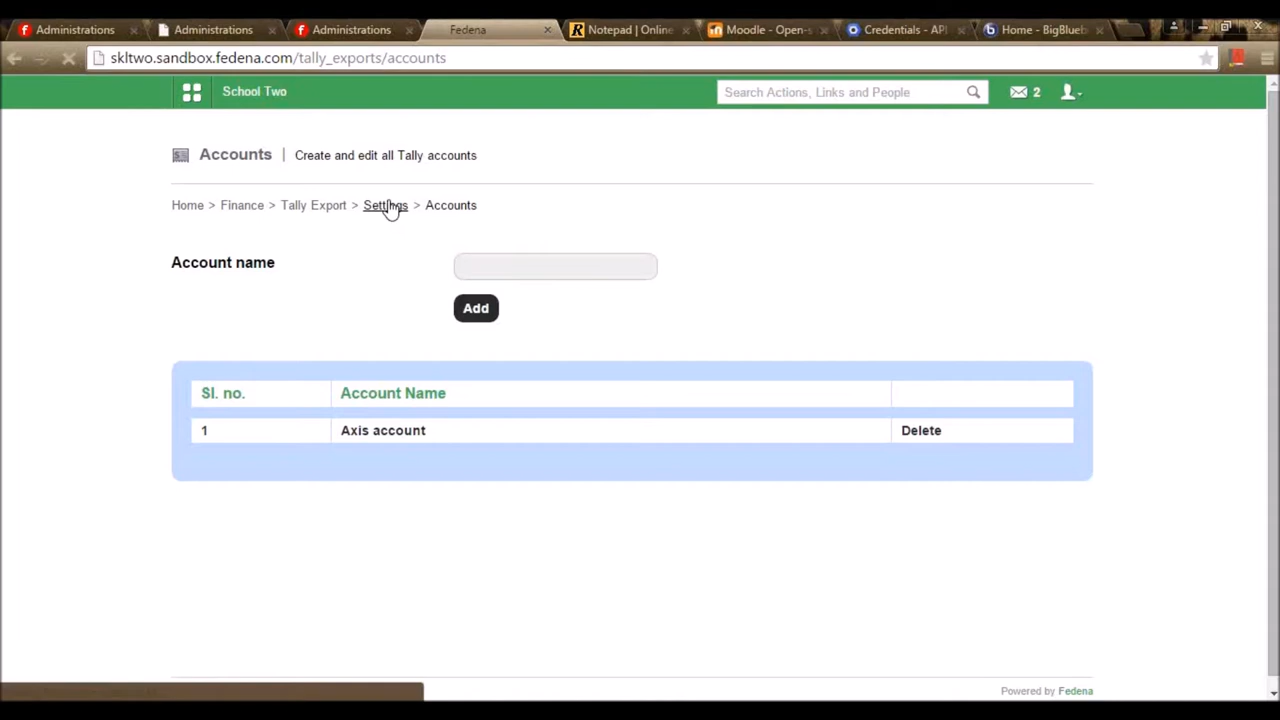 Administrations
Administrations
Administrations
Fedena
Notepad | Online
Moodle - Open-s
Credentials - API
Home - BigBlueb
skltwo.sandbox.fedena.com/tally_exports/accounts
School Two
Search Actions, Links and People
2
Accounts | Create and edit all Tally accounts
Home > Finance > Tally Export > Settings > Accounts
Account name
Add
Sl. no. Account Name
1 Axis account Delete
Powered by Fedena